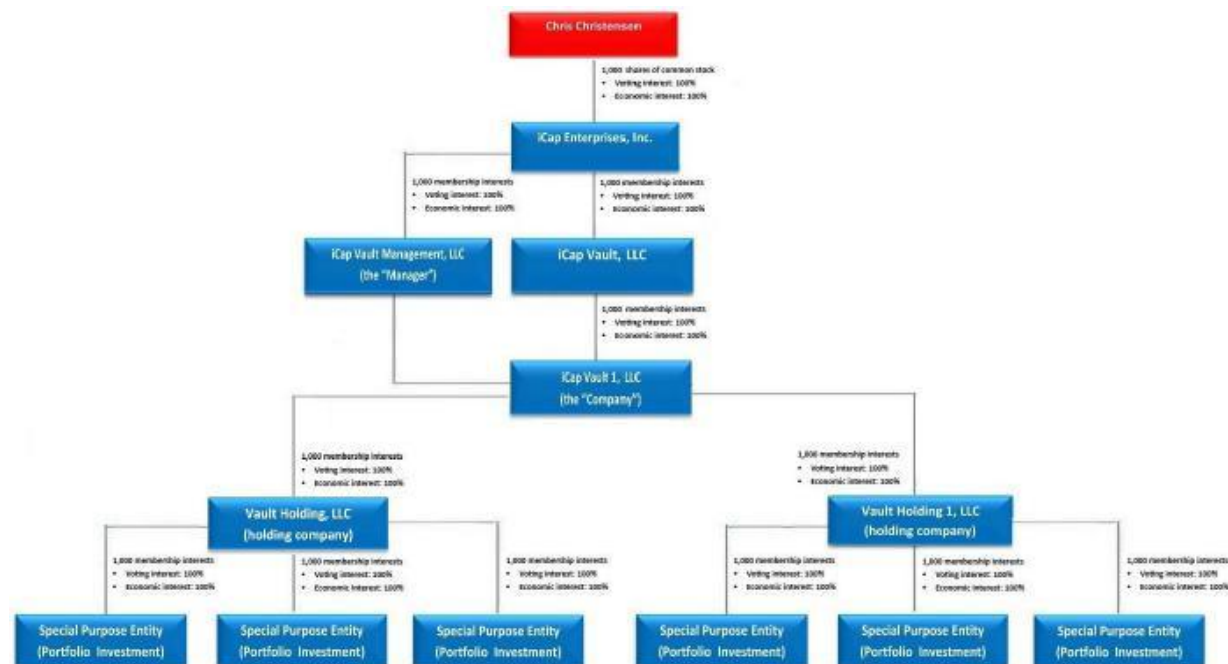 Chris Christensen
1,000 shares of common stock
• Voting interest: 100%
• Economic interest: 100%
iCap Enterprises, Inc.
1,000 membership interests
• Voting interest: 100%
• Economic interest: 100%
1,000 membership interests
• Voting interest: 100%
• Economic interest: 100%
iCap Vault Management, LLC
(the "Manager")
iCap Vault, LLC
1,000 membership interests
• Voting interest: 100%
• Economic interest: 100%
iCap Vault 1, LLC
(the "Company")
1,000 membership interests
• Voting interest: 100%
• Economic interest: 100%
1,000 membership interests
• Voting interest: 100%
• Economic interest: 100%
Vault Holding, LLC
(holding company)
Vault Holding 1, LLC
(holding company)
1,000 membership interests
• Voting interest: 100%
• Economic interest: 100%
1,000 membership interests
• Voting interest: 100%
• Economic interest: 100%
1,000 membership interests
• Voting interest: 100%
• Economic interest: 100%
1,000 membership interests
• Voting interest: 100%
• Economic interest: 100%
1,000 membership interests
• Voting interest: 100%
• Economic interest: 100%
1,000 membership interests
• Voting interest: 100%
• Economic interest: 100%
Special Purpose Entity
(Portfolio Investment)
Special Purpose Entity
(Portfolio Investment)
Special Purpose Entity
(Portfolio Investment)
Special Purpose Entity
(Portfolio Investment)
Special Purpose Entity
(Portfolio Investment)
Special Purpose Entity
(Portfolio Investment)